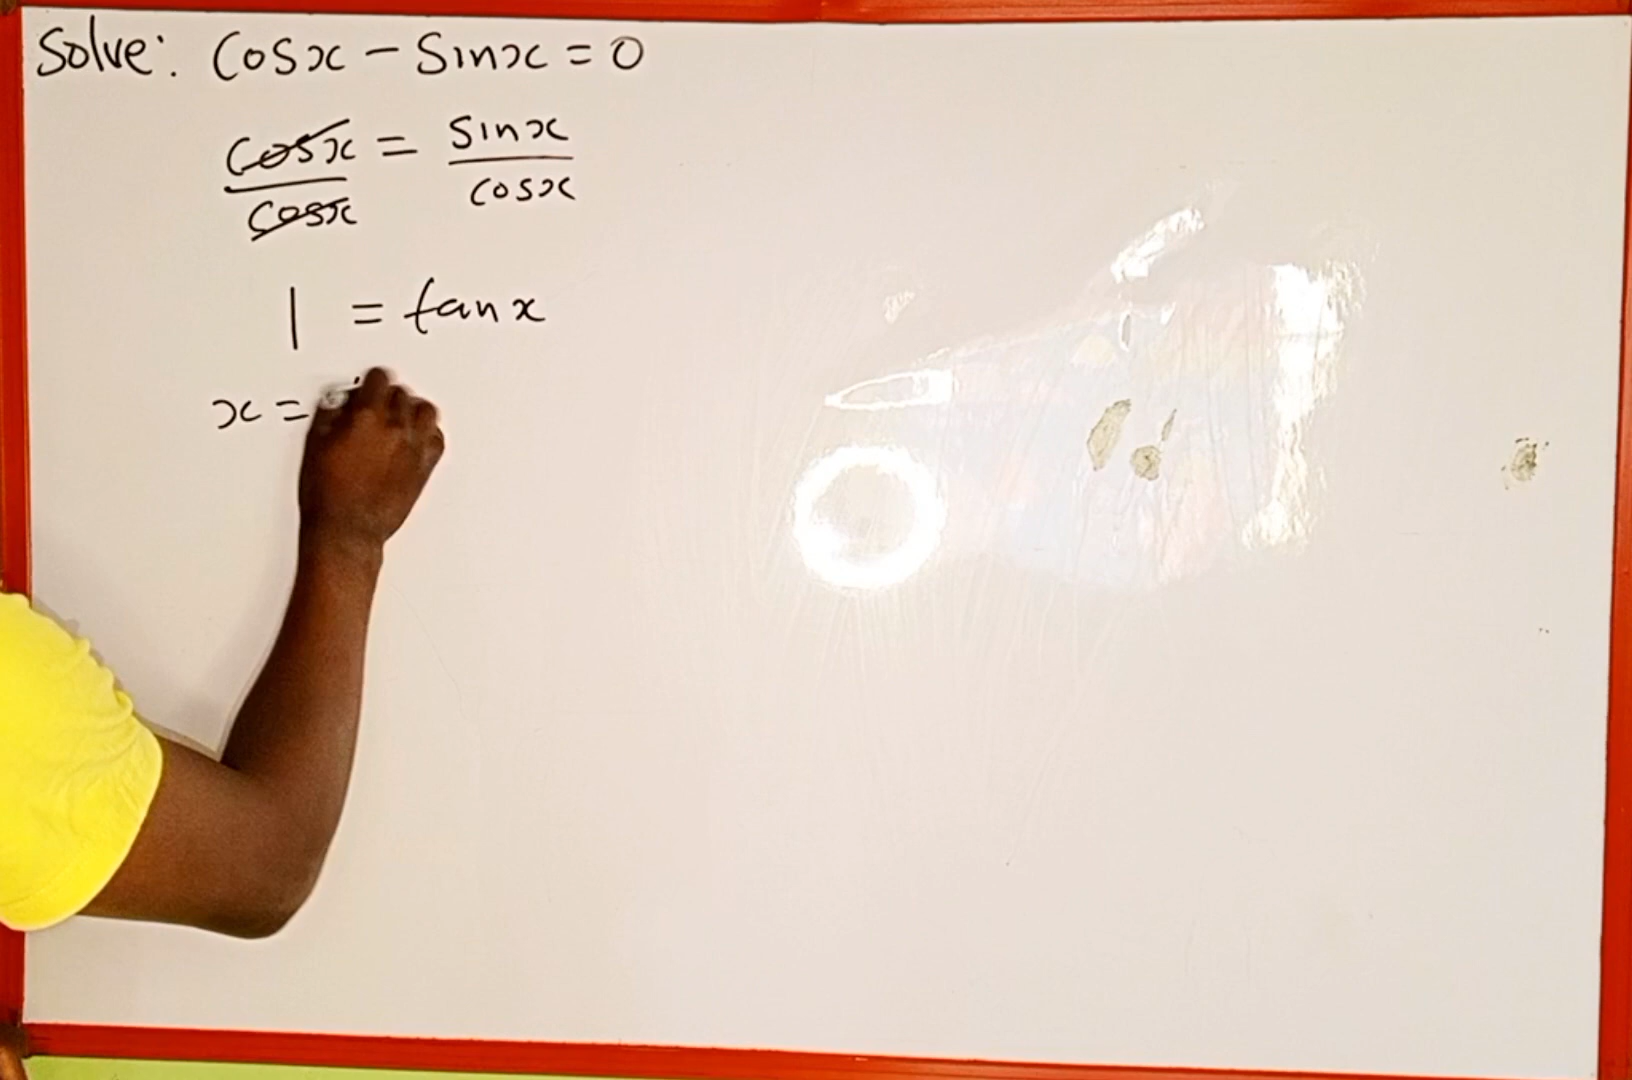 Solve: Cosx - Sinx = 0
cosx/cosx = sinx/cosx
1 = tanx
x =